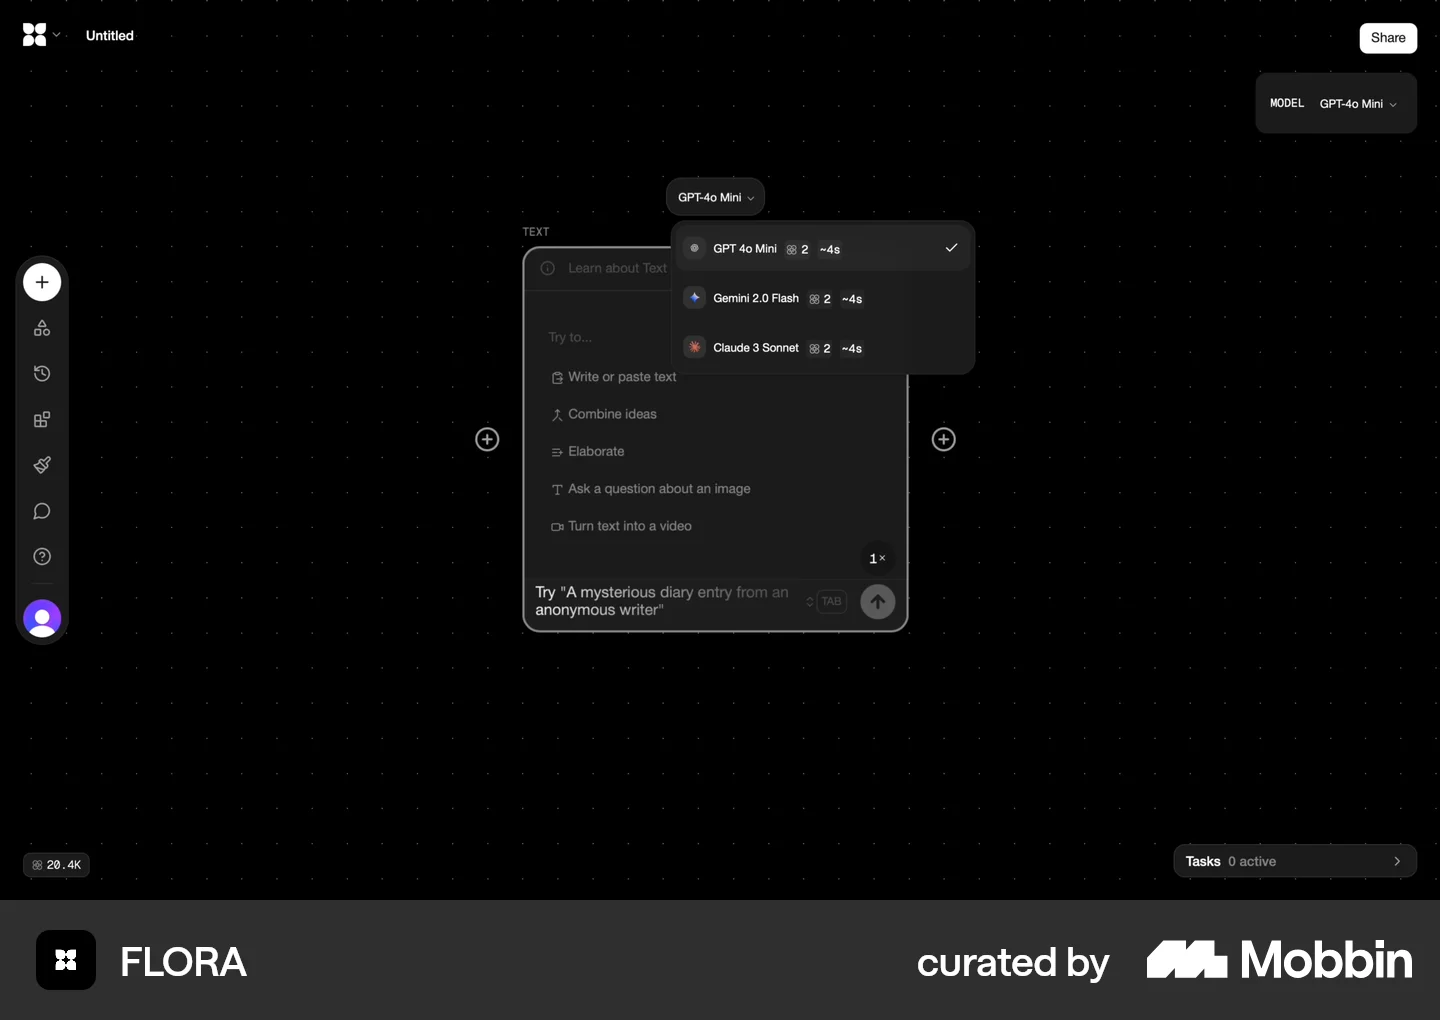 Untitled
Share
MODEL GPT-4o Mini
GPT-4o Mini
TEXT
GPT 4o Mini 2 ~4s
Learn about Text
Gemini 2.0 Flash 2 ~4s
Try to...
Claude 3 Sonnet 2 ~4s
Write or paste text
Combine ideas
Elaborate
Ask a question about an image
Turn text into a video
1×
Try "A mysterious diary entry from an
anonymous writer"
TAB
20.4K
Tasks 0 active
FLORA
curated by Mobbin